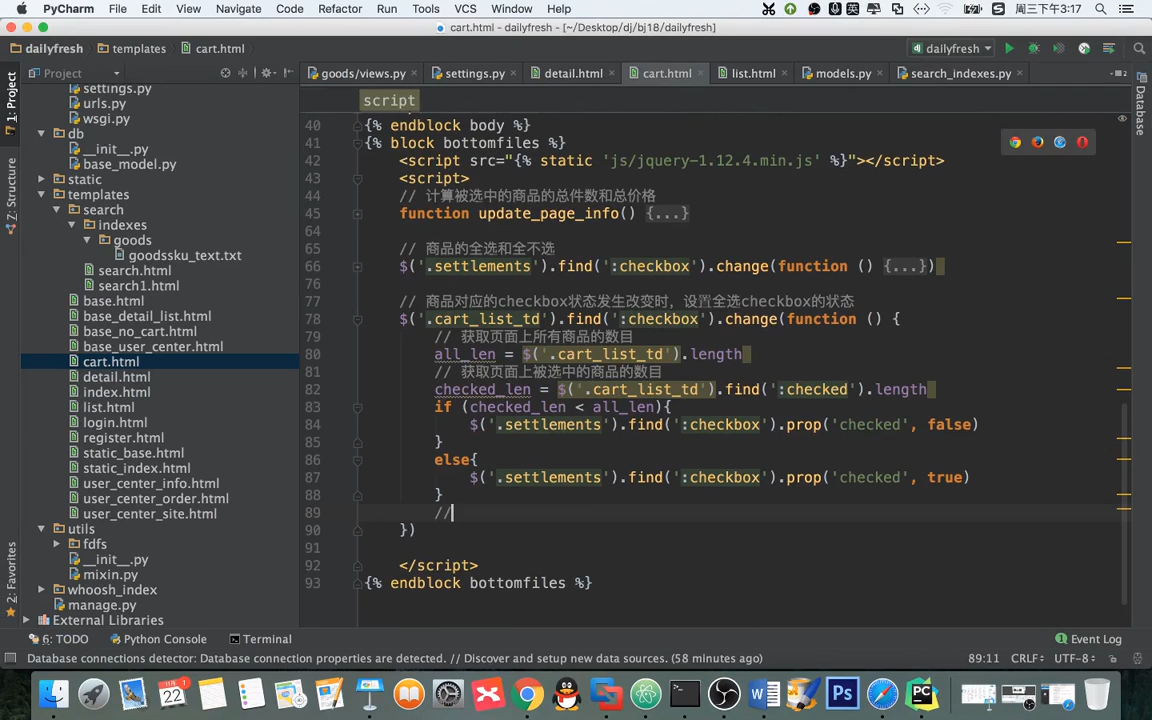 PyCharm File Edit View Navigate Code Refactor Run Tools VCS Window Help 英 周三下午3:17
cart.html - dailyfresh - [~/Desktop/dj/bj18/dailyfresh]
dailyfresh templates cart.html dailyfresh
Project goods/views.py settings.py detail.html cart.html list.html models.py search_indexes.py
1: Project
Z: Structure
2: Favorites
Database
settings.py
urls.py
wsgi.py
db
__init__.py
base_model.py
static
templates
search
indexes
goods
goodssku_text.txt
search.html
search1.html
base.html
base_detail_list.html
base_no_cart.html
base_user_center.html
cart.html
detail.html
index.html
list.html
login.html
register.html
static_base.html
static_index.html
user_center_info.html
user_center_order.html
user_center_site.html
utils
fdfs
__init__.py
mixin.py
whoosh_index
manage.py
External Libraries
script
40 {% endblock body %}
41 {% block bottomfiles %}
42 <script src="{% static 'js/jquery-1.12.4.min.js' %}"></script>
43 <script>
44 // 计算被选中的商品的总件数和总价格
45 function update_page_info() {...}
64
65 // 商品的全选和全不选
66 $('.settlements').find(':checkbox').change(function () {...})
76
77 // 商品对应的checkbox状态发生改变时，设置全选checkbox的状态
78 $('.cart_list_td').find(':checkbox').change(function () {
79 // 获取页面上所有商品的数目
80 all_len = $('.cart_list_td').length
81 // 获取页面上被选中的商品的数目
82 checked_len = $('.cart_list_td').find(':checked').length
83 if (checked_len < all_len){
84 $('.settlements').find(':checkbox').prop('checked', false)
85 }
86 else{
87 $('.settlements').find(':checkbox').prop('checked', true)
88 }
89 //
90 })
91
92 </script>
93 {% endblock bottomfiles %}
6: TODO Python Console Terminal Event Log
Database connections detector: Database connection properties are detected. // Discover and setup new data sources. (58 minutes ago) 89:11 CRLF UTF-8